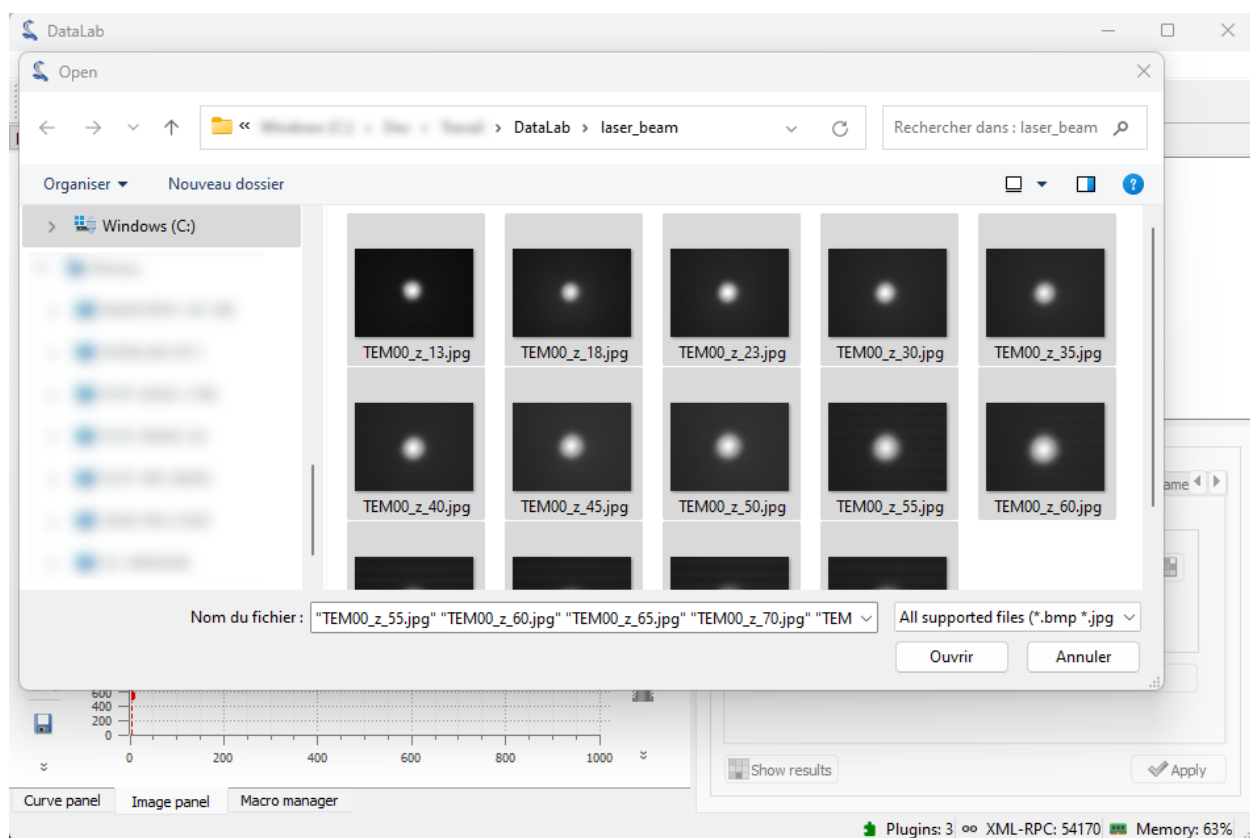 DataLab
Open
« > DataLab > laser_beam
Rechercher dans : laser_beam
Organiser
Nouveau dossier
Windows (C:)
TEM00_z_13.jpg
TEM00_z_18.jpg
TEM00_z_23.jpg
TEM00_z_30.jpg
TEM00_z_35.jpg
TEM00_z_40.jpg
TEM00_z_45.jpg
TEM00_z_50.jpg
TEM00_z_55.jpg
TEM00_z_60.jpg
ame
Nom du fichier :
"TEM00_z_55.jpg" "TEM00_z_60.jpg" "TEM00_z_65.jpg" "TEM00_z_70.jpg" "TEM
All supported files (*.bmp *.jpg
Ouvrir
Annuler
600
400
200
0
0 200 400 600 800 1000
Show results
Apply
Curve panel
Image panel
Macro manager
Plugins: 3
XML-RPC: 54170
Memory: 63%